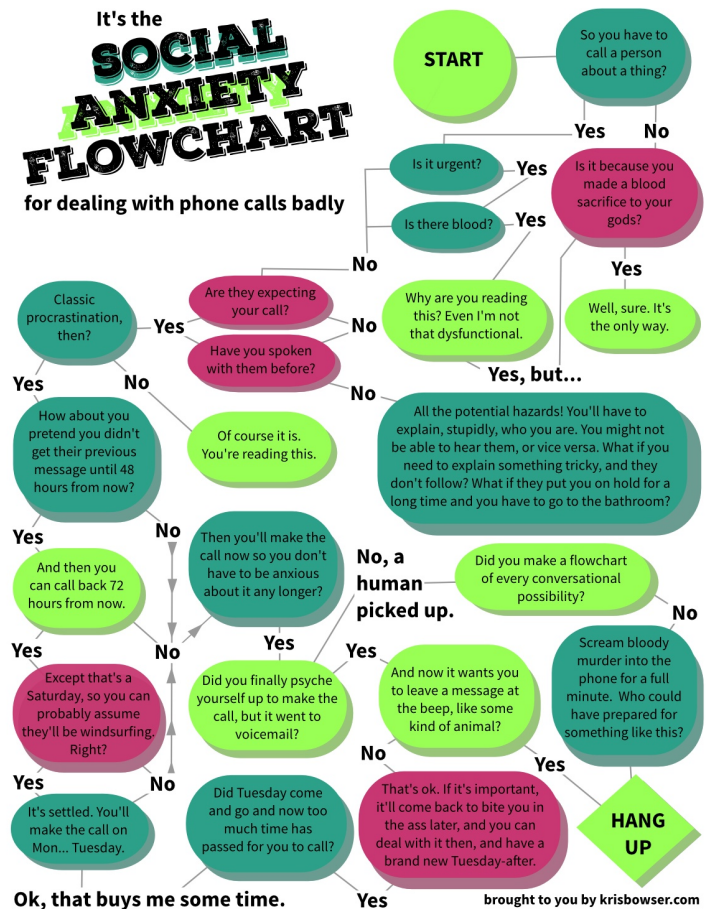 It's the
SOCIAL
ANXIETY
FLOWCHART
for dealing with phone calls badly
START
So you have to
call a person
about a thing?
Yes
No
Is it urgent?
Yes
Is there blood?
Yes
No
Is it because you
made a blood
sacrifice to your
gods?
Yes
Well, sure. It's
the only way.
Why are you reading
this? Even I'm not
that dysfunctional.
Yes, but...
Are they expecting
your call?
No
Yes
Have you spoken
with them before?
No
Classic
procrastination,
then?
Yes
No
Of course it is.
You're reading this.
All the potential hazards! You'll have to
explain, stupidly, who you are. You might not
be able to hear them, or vice versa. What if you
need to explain something tricky, and they
don't follow? What if they put you on hold for a
long time and you have to go to the bathroom?
How about you
pretend you didn't
get their previous
message until 48
hours from now?
Yes
No
And then you
can call back 72
hours from now.
Yes
No
Except that's a
Saturday, so you can
probably assume
they'll be windsurfing.
Right?
Yes
No
It's settled. You'll
make the call on
Mon... Tuesday.
Ok, that buys me some time.
Then you'll make the
call now so you don't
have to be anxious
about it any longer?
Yes
Did you finally psyche
yourself up to make the
call, but it went to
voicemail?
No, a
human
picked up.
Did you make a flowchart
of every conversational
possibility?
No
Scream bloody
murder into the
phone for a full
minute. Who could
have prepared for
something like this?
Yes
And now it wants you
to leave a message at
the beep, like some
kind of animal?
No
Yes
HANG
UP
That's ok. If it's important,
it'll come back to bite you in
the ass later, and you can
deal with it then, and have a
brand new Tuesday-after.
Did Tuesday come
and go and now too
much time has
passed for you to call?
Yes
brought to you by krisbowser.com